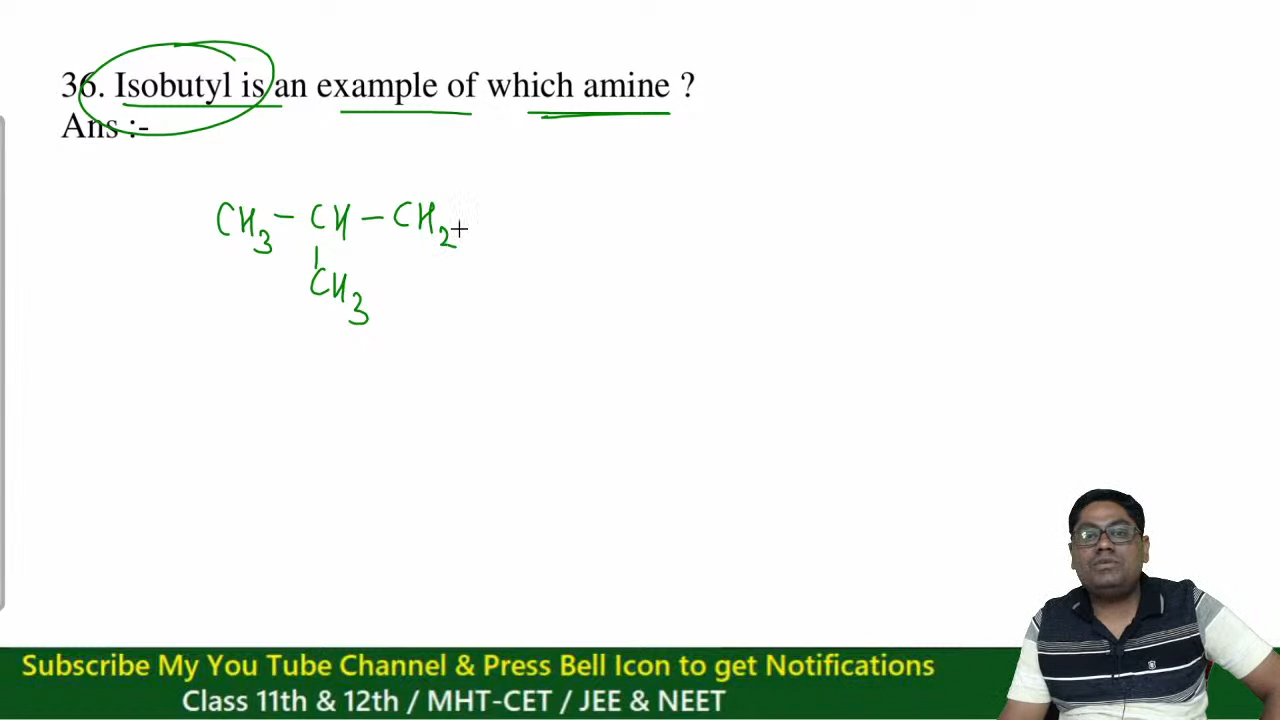 36. Isobutyl is an example of which amine ?
Ans :-
CH3 - CH - CH2
CH3
Subscribe My You Tube Channel & Press Bell Icon to get Notifications
Class 11th & 12th / MHT-CET / JEE & NEET